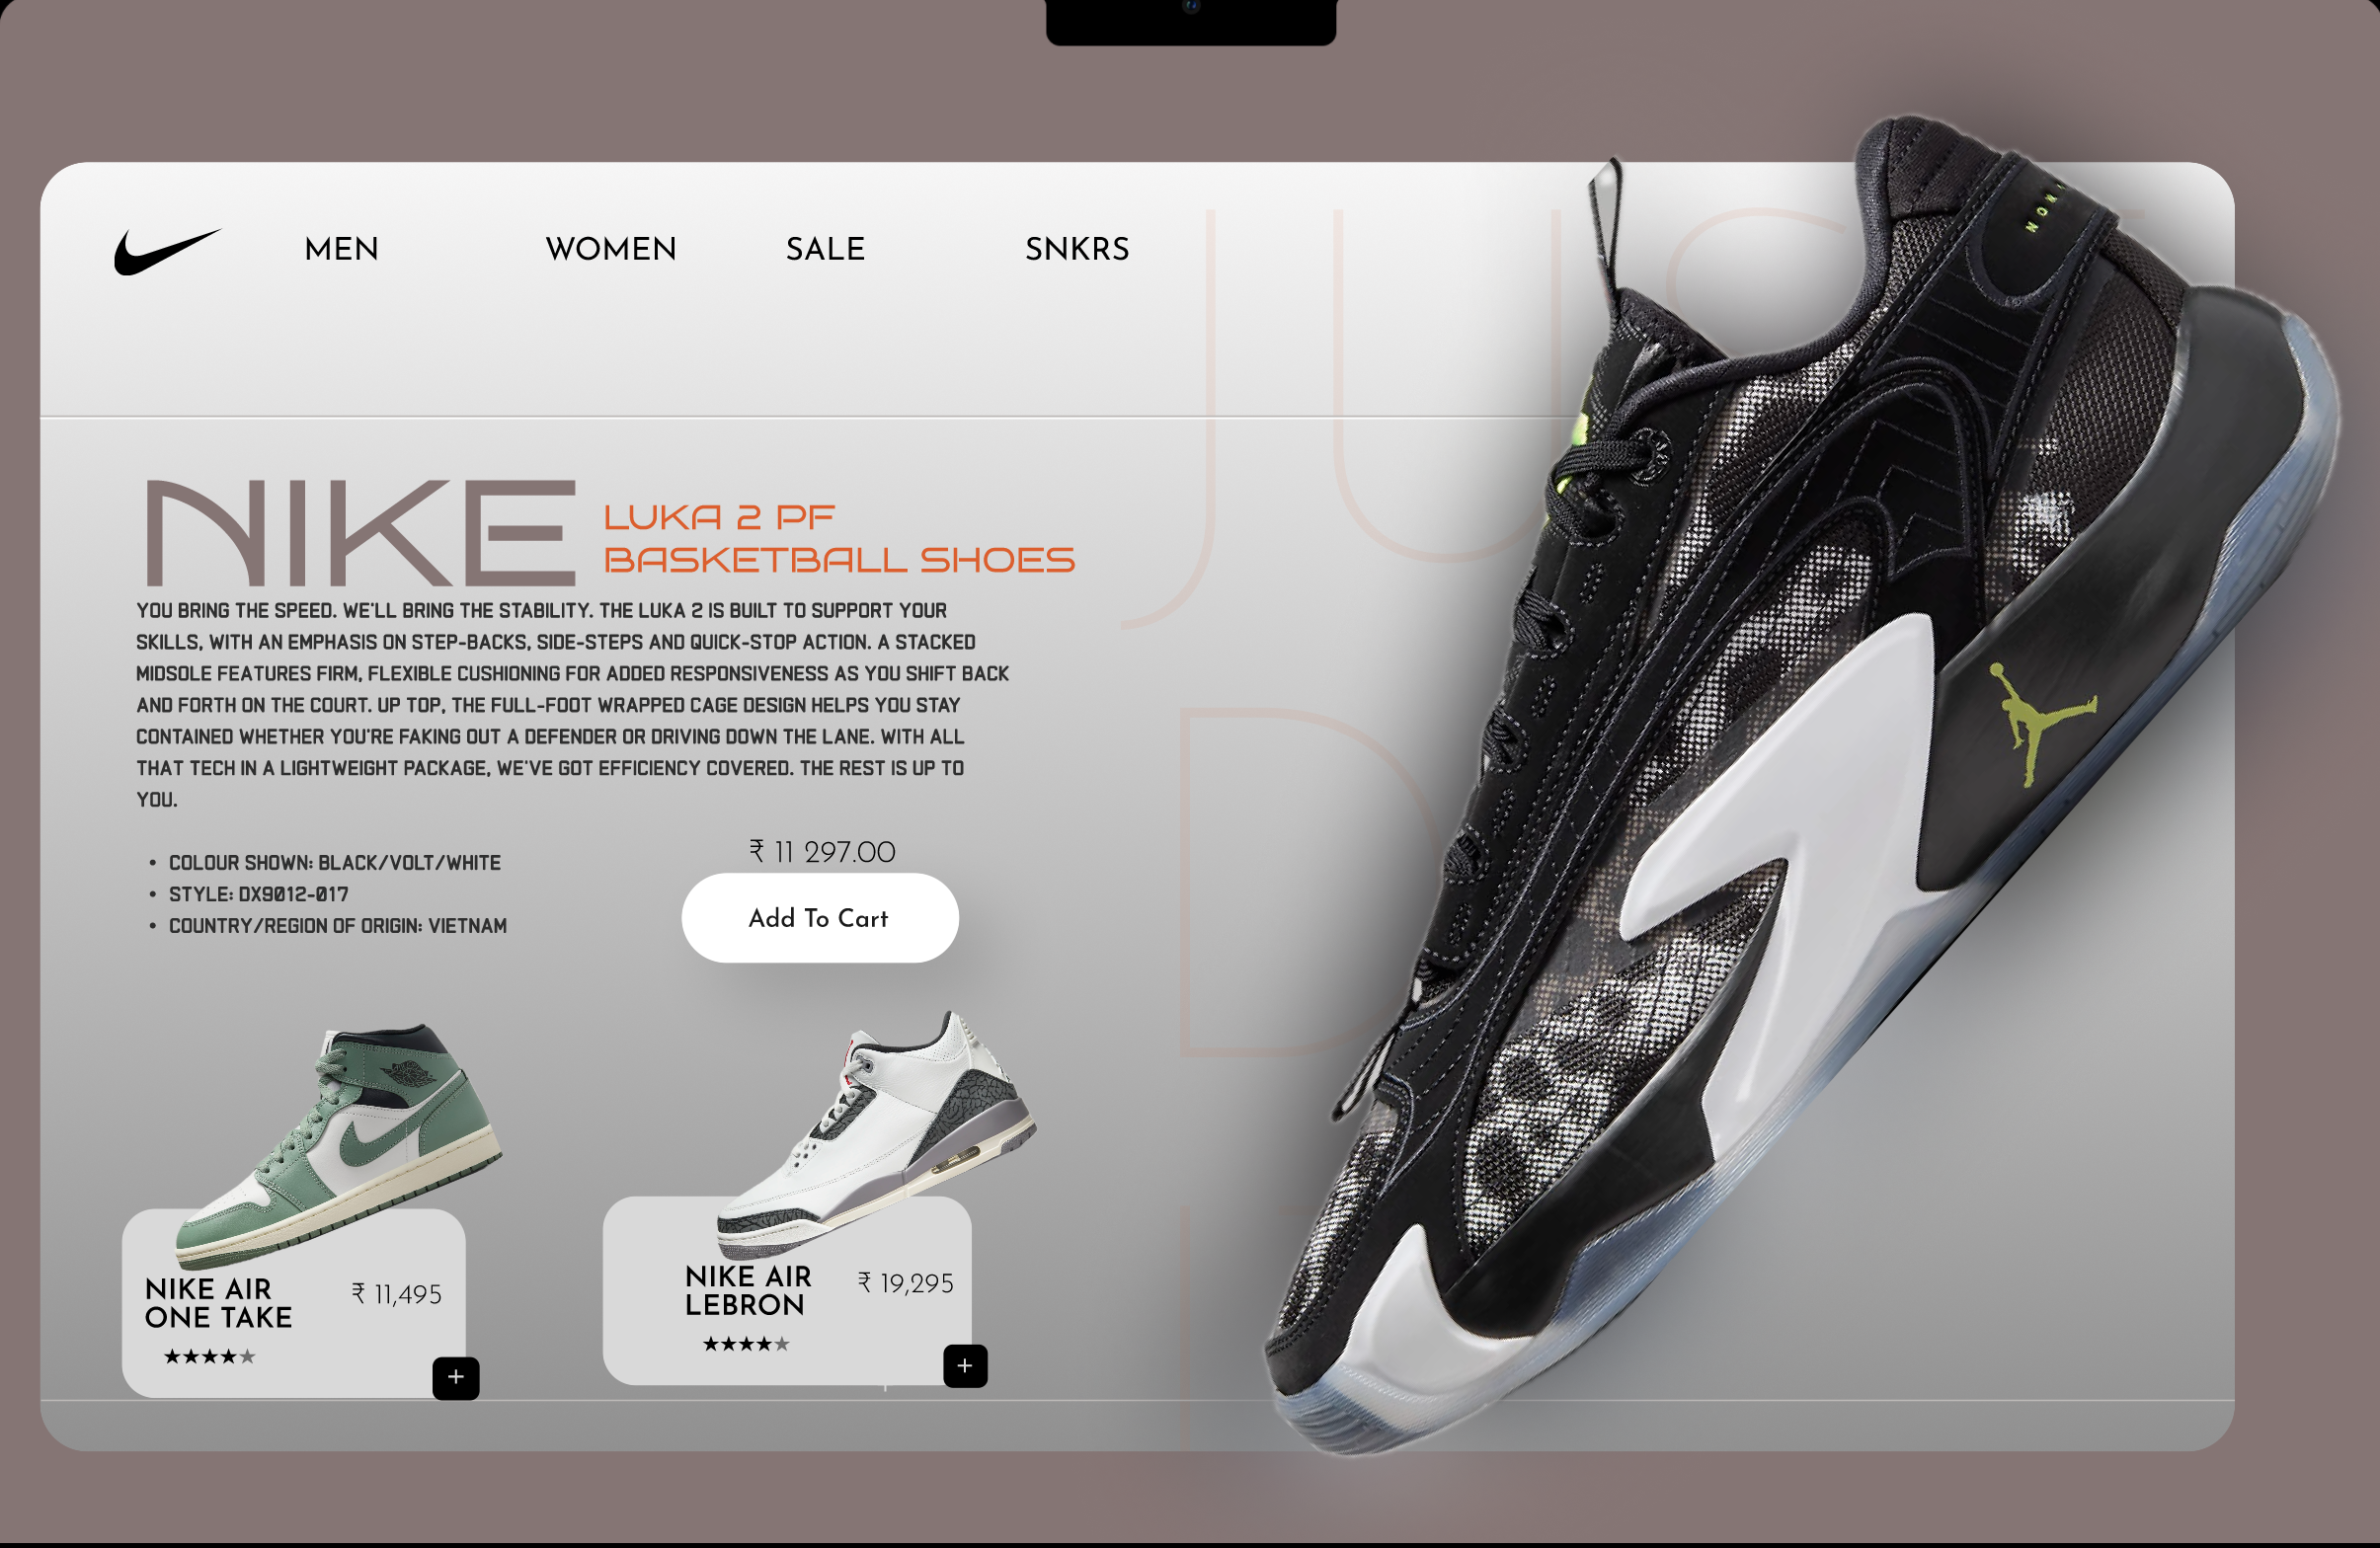 MEN WOMEN SALE SNKRS
JUST
NIKE
LUKA 2 PF
BASKETBALL SHOES
YOU BRING THE SPEED. WE'LL BRING THE STABILITY. THE LUKA 2 IS BUILT TO SUPPORT YOUR
SKILLS, WITH AN EMPHASIS ON STEP-BACKS, SIDE-STEPS AND QUICK-STOP ACTION. A STACKED
MIDSOLE FEATURES FIRM, FLEXIBLE CUSHIONING FOR ADDED RESPONSIVENESS AS YOU SHIFT BACK
AND FORTH ON THE COURT. UP TOP, THE FULL-FOOT WRAPPED CAGE DESIGN HELPS YOU STAY
CONTAINED WHETHER YOU'RE FAKING OUT A DEFENDER OR DRIVING DOWN THE LANE. WITH ALL
THAT TECH IN A LIGHTWEIGHT PACKAGE, WE'VE GOT EFFICIENCY COVERED. THE REST IS UP TO
YOU.
• COLOUR SHOWN: BLACK/VOLT/WHITE
• STYLE: DX9012-017
• COUNTRY/REGION OF ORIGIN: VIETNAM
₹ 11 297.00
Add To Cart
NIKE AIR
ONE TAKE
₹ 11,495
★★★★★
+
NIKE AIR
LEBRON
₹ 19,295
★★★★★
+